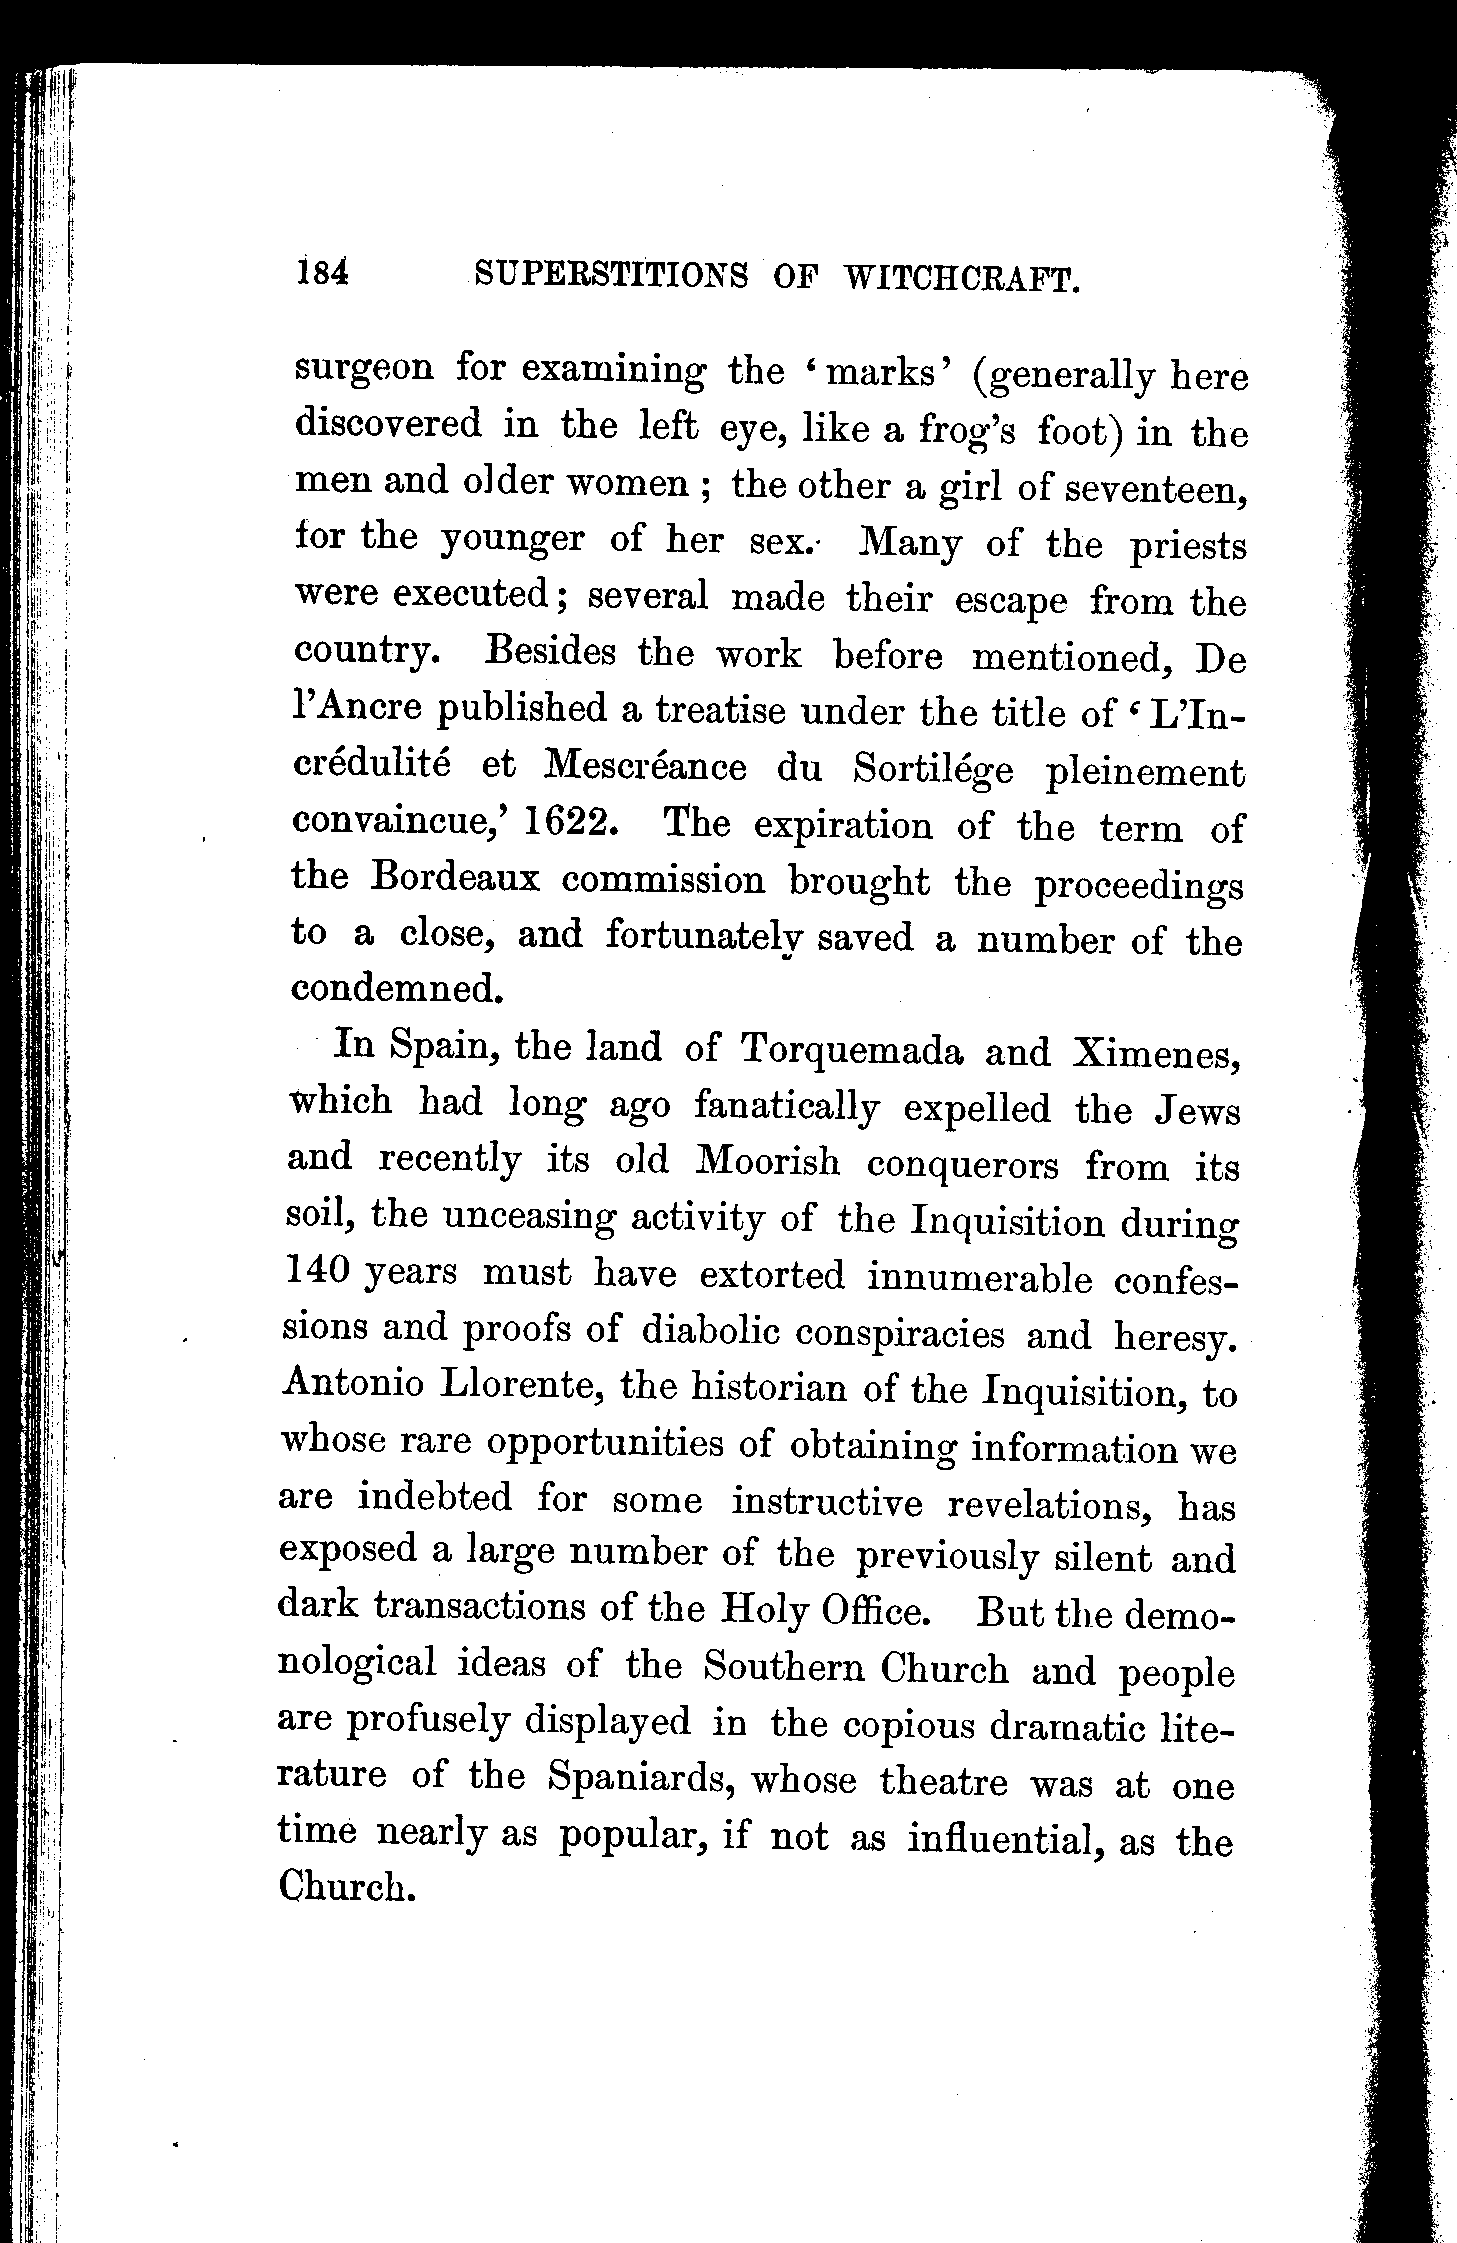 184 SUPERSTITIONS OF WITCHCRAFT.
surgeon for examining the ‘marks’ (generally here
discovered in the left eye, like a frog’s foot) in the
men and older women; the other a girl of seventeen,
for the younger of her sex. Many of the priests
were executed; several made their escape from the
country. Besides the work before mentioned, De
l’Ancre published a treatise under the title of ‘L’In-
crédulité et Mescréance du Sortilége pleinement
convaincue,’ 1622. The expiration of the term of
the Bordeaux commission brought the proceedings
to a close, and fortunately saved a number of the
condemned.
In Spain, the land of Torquemada and Ximenes,
which had long ago fanatically expelled the Jews
and recently its old Moorish conquerors from its
soil, the unceasing activity of the Inquisition during
140 years must have extorted innumerable confes-
sions and proofs of diabolic conspiracies and heresy.
Antonio Llorente, the historian of the Inquisition, to
whose rare opportunities of obtaining information we
are indebted for some instructive revelations, has
exposed a large number of the previously silent and
dark transactions of the Holy Office. But the demo-
nological ideas of the Southern Church and people
are profusely displayed in the copious dramatic lite-
rature of the Spaniards, whose theatre was at one
time nearly as popular, if not as influential, as the
Church.